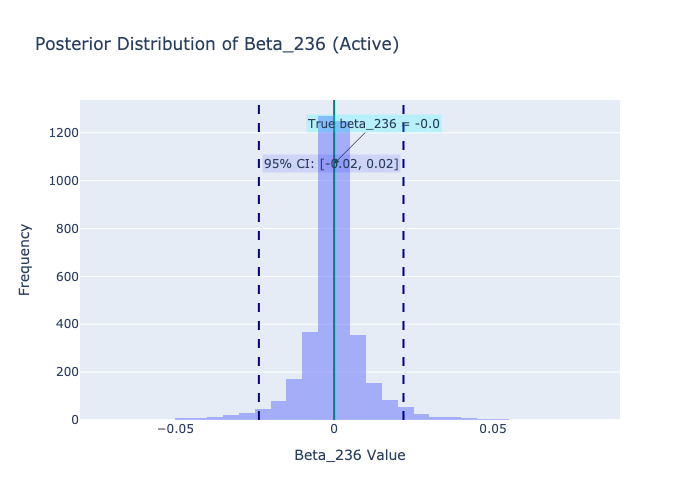 Posterior Distribution of Beta_236 (Active)
True beta_236 = -0.0
95% CI: [-0.02, 0.02]
1200
1000
800
600
400
200
0
Frequency
−0.05
0
0.05
Beta_236 Value